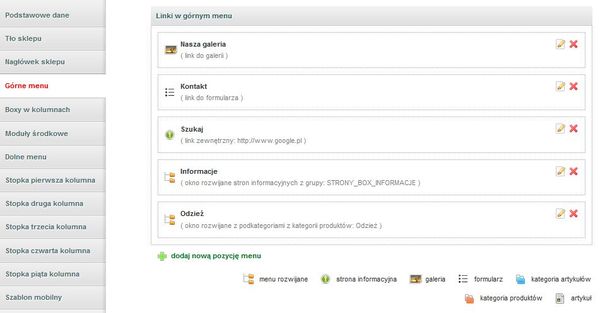 Podstawowe dane
Tło sklepu
Nagłówek sklepu
Górne menu
Boxy w kolumnach
Moduły środkowe
Dolne menu
Stopka pierwsza kolumna
Stopka druga kolumna
Stopka trzecia kolumna
Stopka czwarta kolumna
Stopka piąta kolumna
Szablon mobilny
Linki w górnym menu
Nasza galeria
( link do galerii )
Kontakt
( link do formularza )
Szukaj
( link zewnętrzny: http://www.google.pl )
Informacje
( okno rozwijane stron informacyjnych z grupy: STRONY_BOX_INFORMACJE )
Odzież
( okno rozwijane z podkategoriami z kategorii produktów: Odzież )
dodaj nową pozycję menu
menu rozwijane strona informacyjna galeria formularz kategoria artykułów
kategoria produktów artykuł